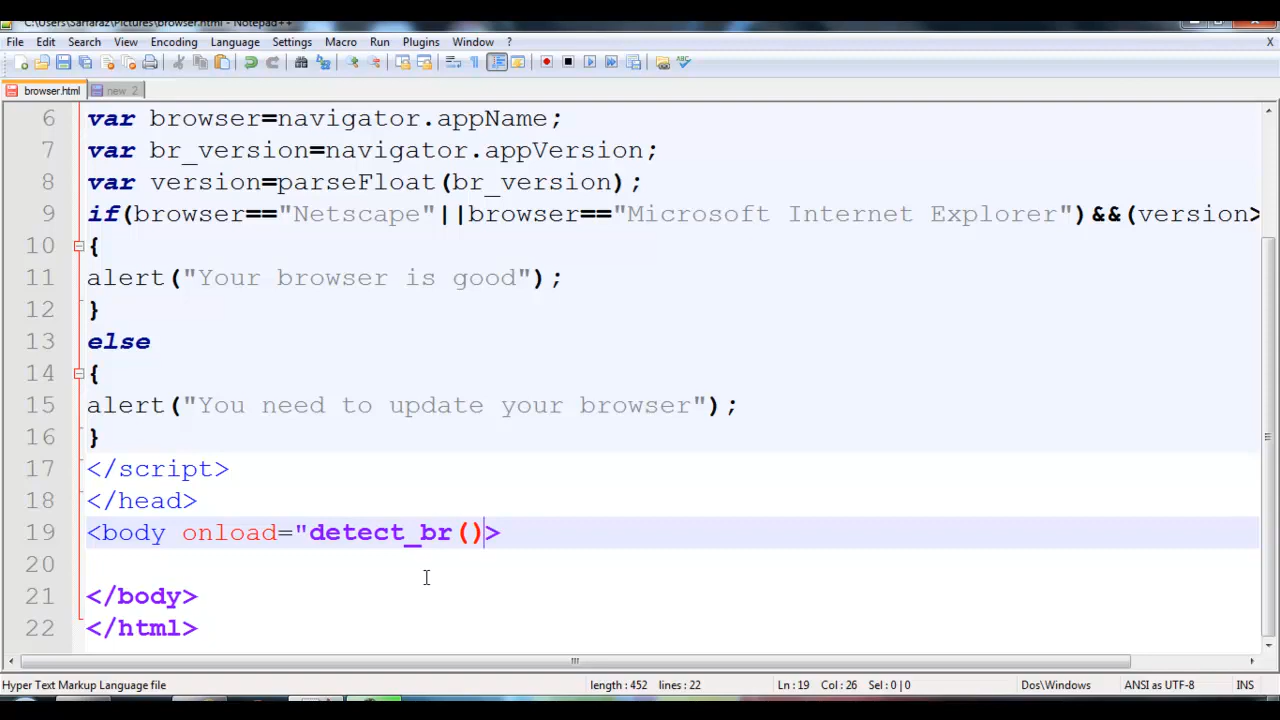 C:\Users\Sarfaraz\Pictures\browser.html - Notepad++
File Edit Search View Encoding Language Settings Macro Run Plugins Window ? X
browser.html new 2
6 var browser=navigator.appName;
7 var br_version=navigator.appVersion;
8 var version=parseFloat(br_version);
9 if(browser=="Netscape"||browser=="Microsoft Internet Explorer")&&(version>
10 {
11 alert("Your browser is good");
12 }
13 else
14 {
15 alert("You need to update your browser");
16 }
17 </script>
18 </head>
19 <body onload="detect_br()>
20
21 </body>
22 </html>
Hyper Text Markup Language file length : 452 lines : 22 Ln : 19 Col : 26 Sel : 0 | 0 Dos\Windows ANSI as UTF-8 INS